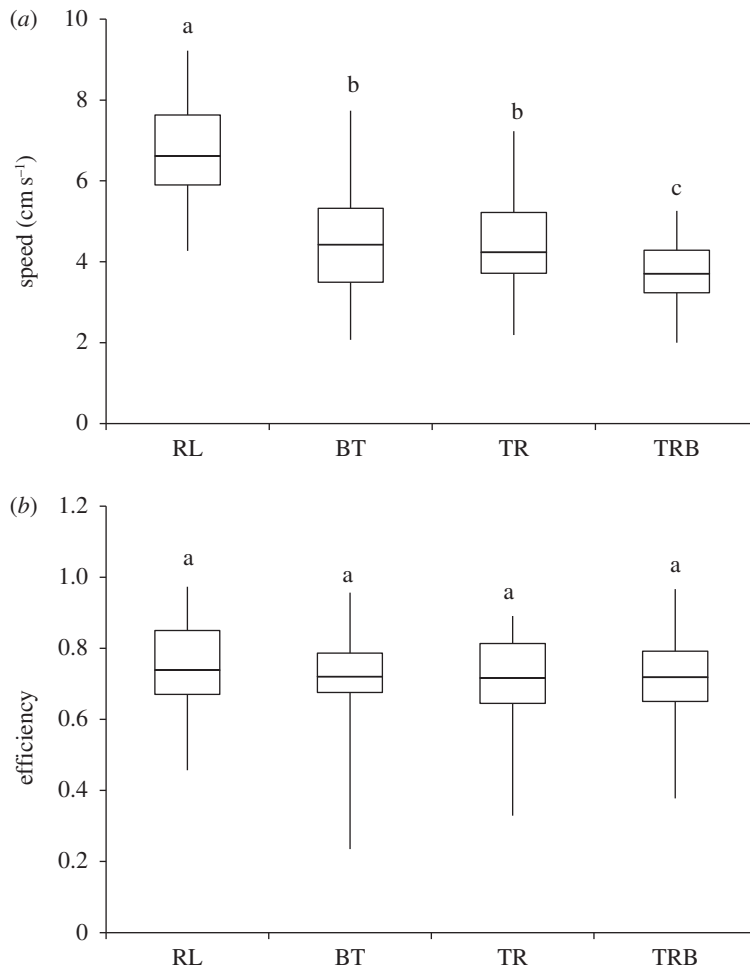 (a)
10
8
6
4
2
0
speed (cm s⁻¹)
a
b
b
c
RL BT TR TRB
(b)
1.2
1.0
0.8
0.6
0.4
0.2
0
efficiency
a
a
a
a
RL BT TR TRB